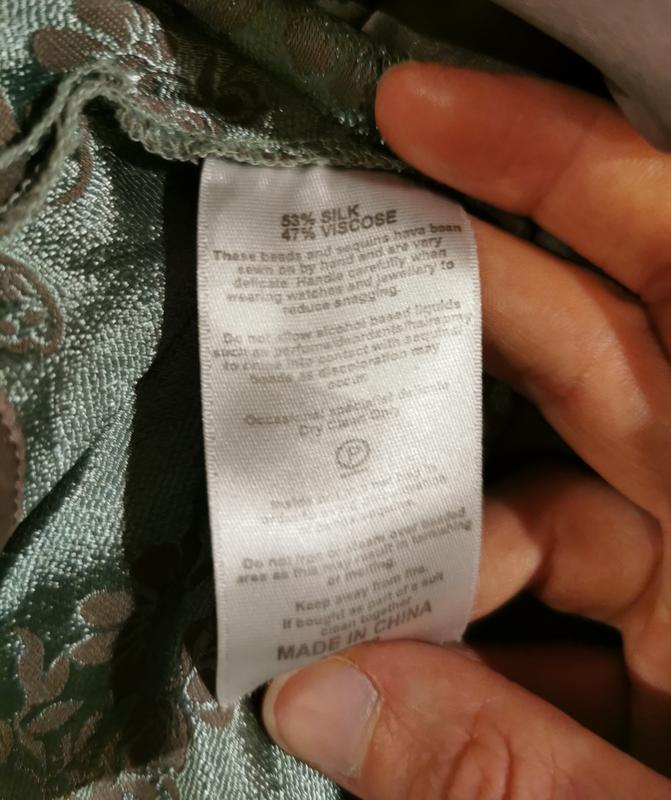 53% SILK
47% VISCOSE
These beads and sequins have been
sewn on by hand and are very
delicate. Handle carefully when
wearing watches and jewellery to
reduce snagging.
Do not allow alcohol based liquids
such as perfume/deodorants/hairspray
to come into contact with
beads as discoloration may
occur.
Occasional specialist delicate
Dry Clean Only
P
Do not iron or steam over beaded
area as this may result in tarnishing
or melting.
Keep away from fire.
If bought as part of a suit
clean together
MADE IN CHINA